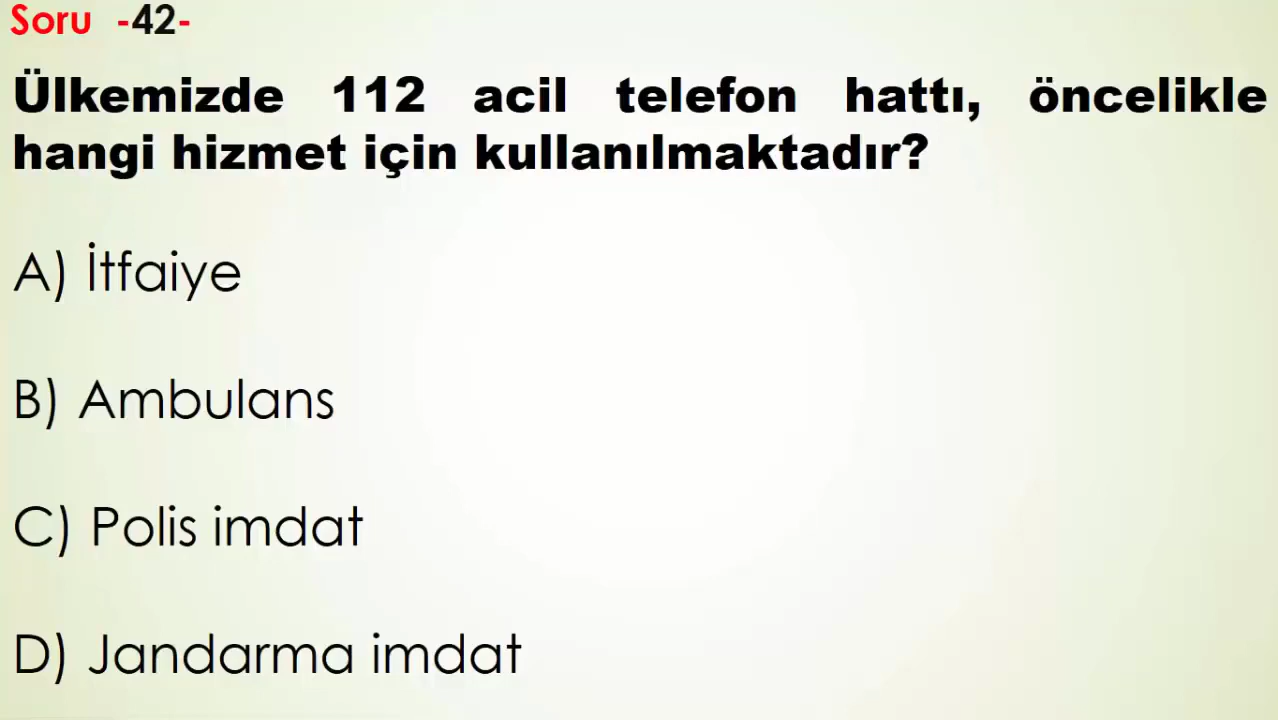 Soru -42-
Ülkemizde 112 acil telefon hattı, öncelikle
hangi hizmet için kullanılmaktadır?
A) İtfaiye
B) Ambulans
C) Polis imdat
D) Jandarma imdat